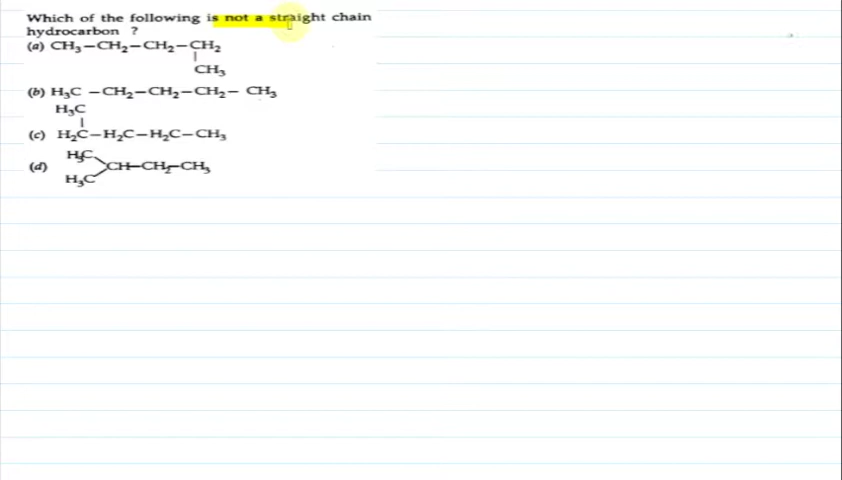 Which of the following is not a straight chain
hydrocarbon ?
(a) CH₃–CH₂–CH₂–CH₂
|
CH₃
(b) H₃C –CH₂–CH₂–CH₂– CH₃
H₃C
|
(c) H₂C–H₂C–H₂C–CH₃
H₃C
(d) CH–CH₂–CH₃
H₃C